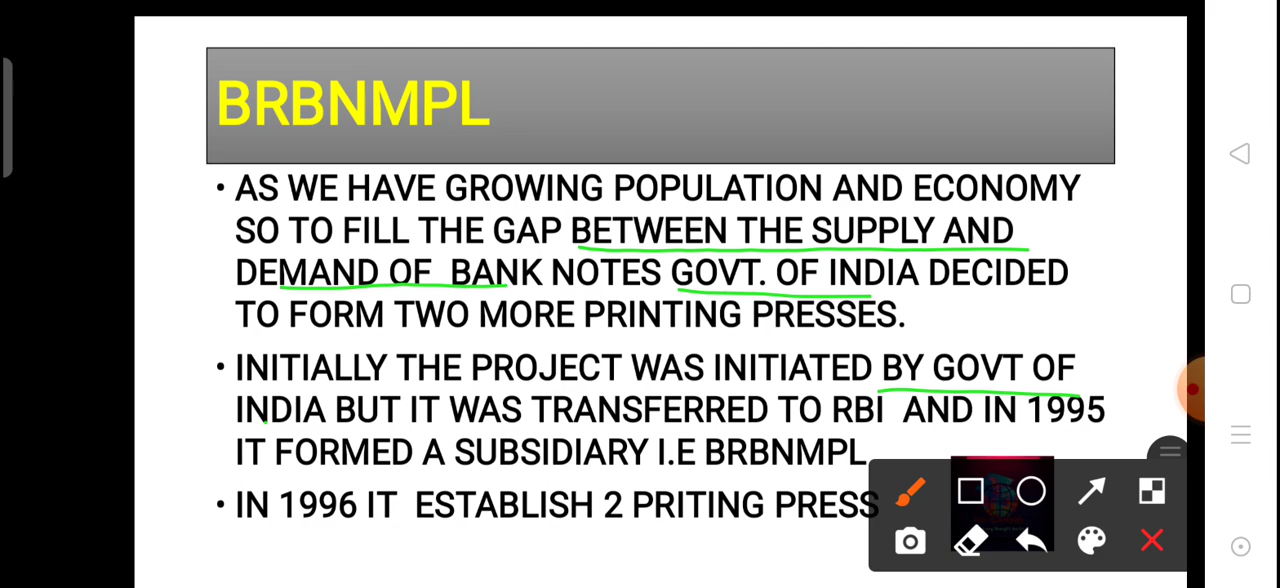 BRBNMPL
• AS WE HAVE GROWING POPULATION AND ECONOMY
SO TO FILL THE GAP BETWEEN THE SUPPLY AND
DEMAND OF BANK NOTES GOVT. OF INDIA DECIDED
TO FORM TWO MORE PRINTING PRESSES.
• INITIALLY THE PROJECT WAS INITIATED BY GOVT OF
INDIA BUT IT WAS TRANSFERRED TO RBI AND IN 1995
IT FORMED A SUBSIDIARY I.E BRBNMPL
• IN 1996 IT ESTABLISH 2 PRITING PRESS